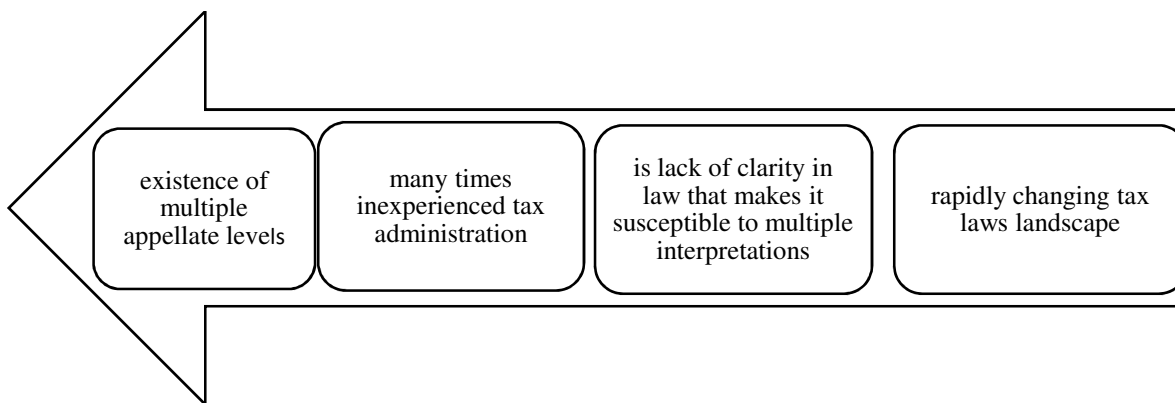 existence of
multiple
appellate levels
many times
inexperienced tax
administration
is lack of clarity in
law that makes it
susceptible to multiple
interpretations
rapidly changing tax
laws landscape